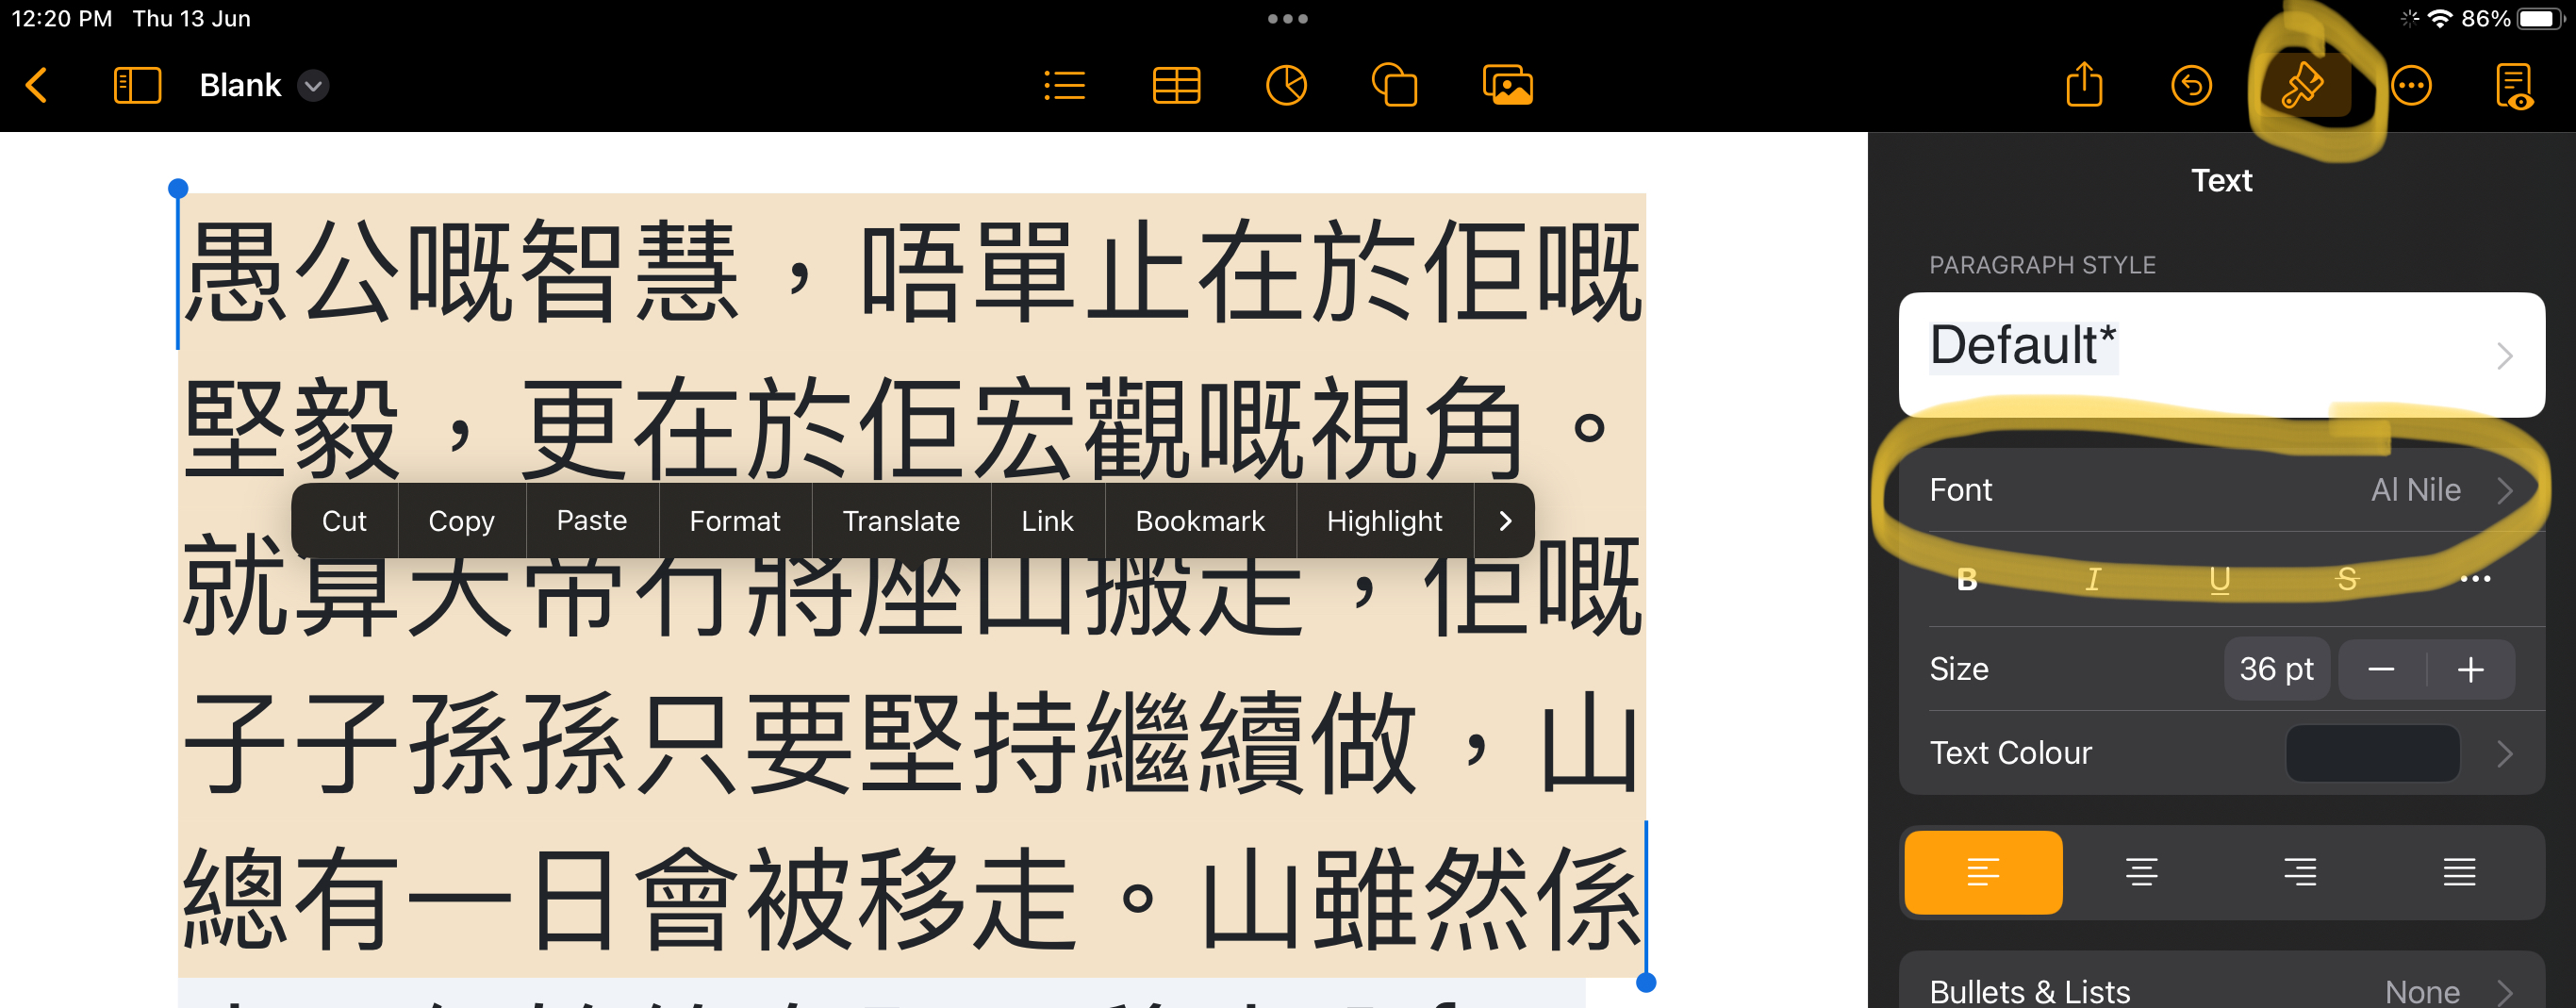 12:20 PM Thu 13 Jun
86%
Blank
愚公嘅智慧，唔單止在於佢嘅
堅毅，更在於佢宏觀嘅視角。
Cut Copy Paste Format Translate Link Bookmark Highlight
就算天帝冇將座山搬走，佢嘅
子子孫孫只要堅持繼續做，山
總有一日會被移走。山雖然係
Text
PARAGRAPH STYLE
Default*
Font Al Nile
B I U S
Size 36 pt
Text Colour
Bullets & Lists None